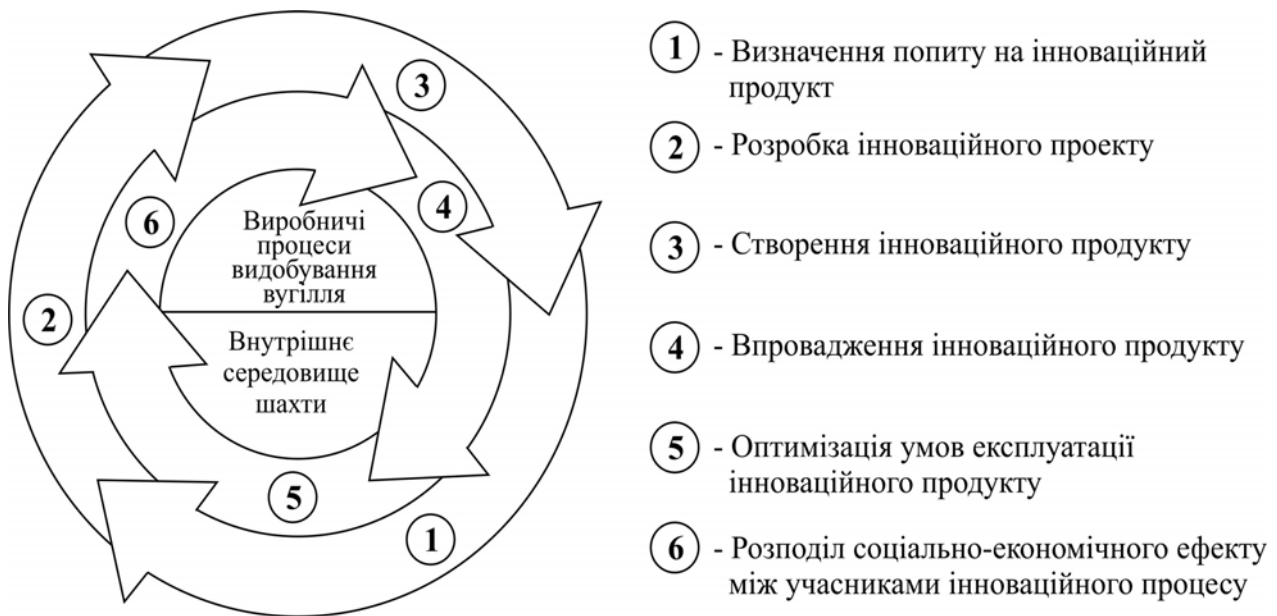 3
4
6
2
5
1
Виробничі
процеси
видобування
вугілля
Внутрішнє
середовище
шахти
1 - Визначення попиту на інноваційний
продукт
2 - Розробка інноваційного проекту
3 - Створення інноваційного продукту
4 - Впровадження інноваційного продукту
5 - Оптимізація умов експлуатації
інноваційного продукту
6 - Розподіл соціально-економічного ефекту
між учасниками інноваційного процесу